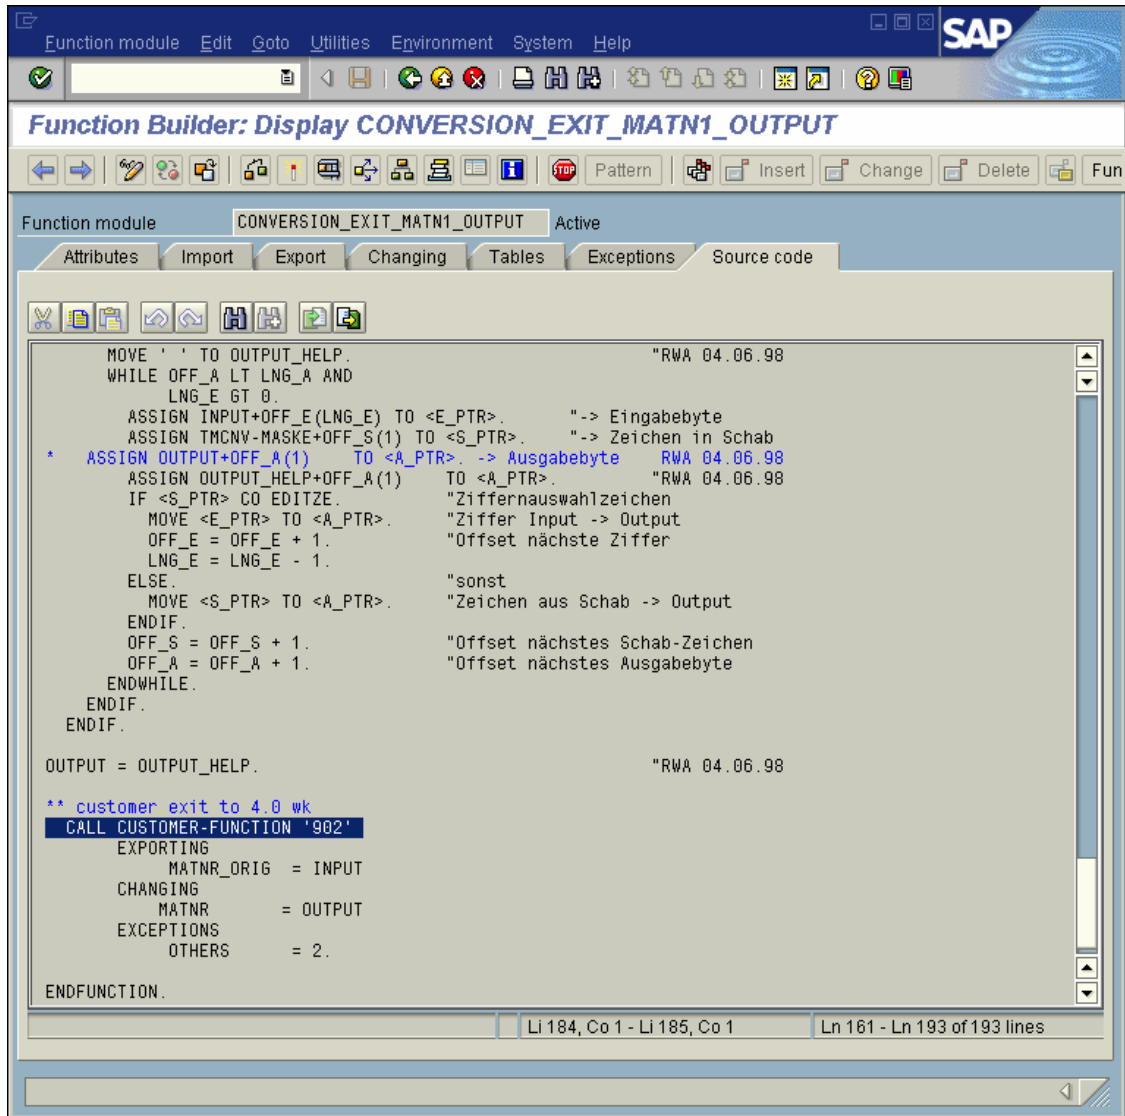 Function module Edit Goto Utilities Environment System Help
SAP
Function Builder: Display CONVERSION_EXIT_MATN1_OUTPUT
STOP Pattern Insert Change Delete Fun
Function module CONVERSION_EXIT_MATN1_OUTPUT Active
Attributes Import Export Changing Tables Exceptions Source code
MOVE ' ' TO OUTPUT_HELP. "RWA 04.06.98
WHILE OFF_A LT LNG_A AND
LNG_E GT 0.
ASSIGN INPUT+OFF_E(LNG_E) TO <E_PTR>. "-> Eingabebyte
ASSIGN TMCNV-MASKE+OFF_S(1) TO <S_PTR>. "-> Zeichen in Schab
* ASSIGN OUTPUT+OFF_A(1) TO <A_PTR>. -> Ausgabebyte RWA 04.06.98
ASSIGN OUTPUT_HELP+OFF_A(1) TO <A_PTR>. "RWA 04.06.98
IF <S_PTR> CO EDITZE. "Ziffernauswahlzeichen
MOVE <E_PTR> TO <A_PTR>. "Ziffer Input -> Output
OFF_E = OFF_E + 1. "Offset nächste Ziffer
LNG_E = LNG_E - 1.
ELSE. "sonst
MOVE <S_PTR> TO <A_PTR>. "Zeichen aus Schab -> Output
ENDIF.
OFF_S = OFF_S + 1. "Offset nächstes Schab-Zeichen
OFF_A = OFF_A + 1. "Offset nächstes Ausgabebyte
ENDWHILE.
ENDIF.
ENDIF.
OUTPUT = OUTPUT_HELP. "RWA 04.06.98
** customer exit to 4.0 wk
CALL CUSTOMER-FUNCTION '902'
EXPORTING
MATNR_ORIG = INPUT
CHANGING
MATNR = OUTPUT
EXCEPTIONS
OTHERS = 2.
ENDFUNCTION.
Li 184, Co 1 - Li 185, Co 1 Ln 161 - Ln 193 of 193 lines